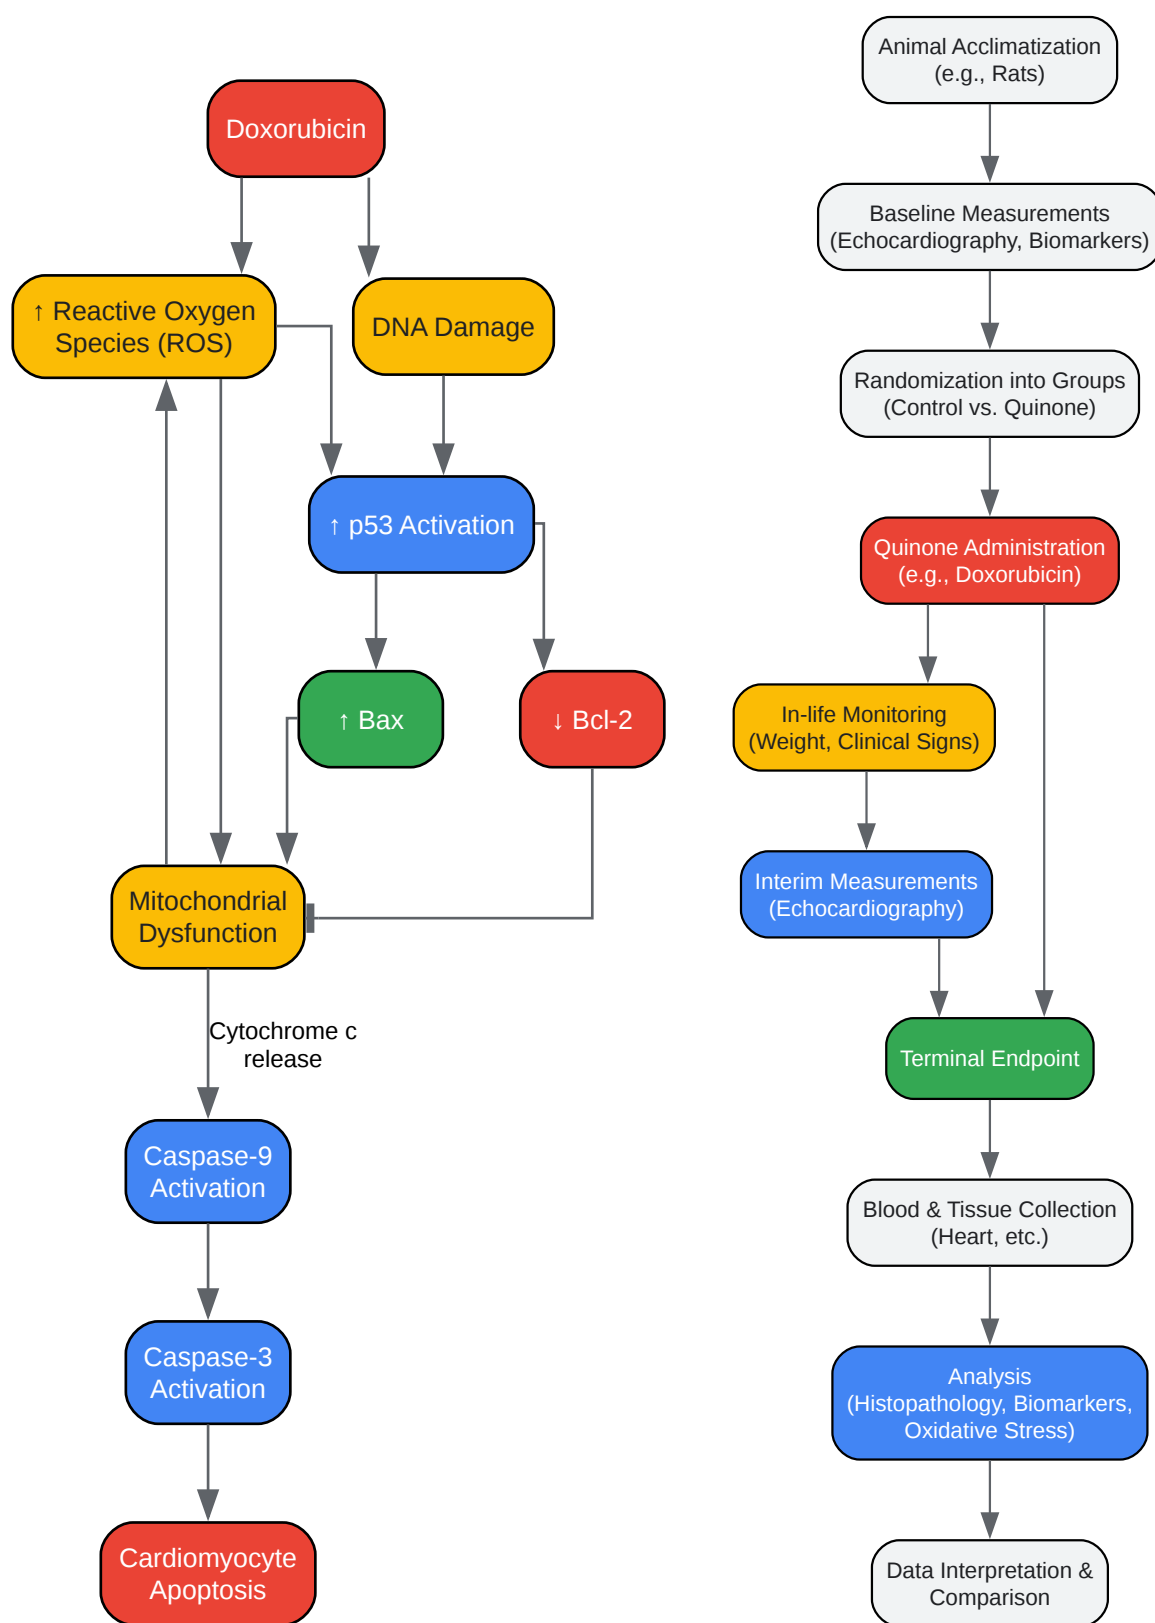 Doxorubicin
↑ Reactive Oxygen
Species (ROS)
DNA Damage
↑ p53 Activation
↑ Bax
↓ Bcl-2
Mitochondrial
Dysfunction
Cytochrome c
release
Caspase-9
Activation
Caspase-3
Activation
Cardiomyocyte
Apoptosis
Animal Acclimatization
(e.g., Rats)
Baseline Measurements
(Echocardiography, Biomarkers)
Randomization into Groups
(Control vs. Quinone)
Quinone Administration
(e.g., Doxorubicin)
In-life Monitoring
(Weight, Clinical Signs)
Interim Measurements
(Echocardiography)
Terminal Endpoint
Blood & Tissue Collection
(Heart, etc.)
Analysis
(Histopathology, Biomarkers,
Oxidative Stress)
Data Interpretation &
Comparison